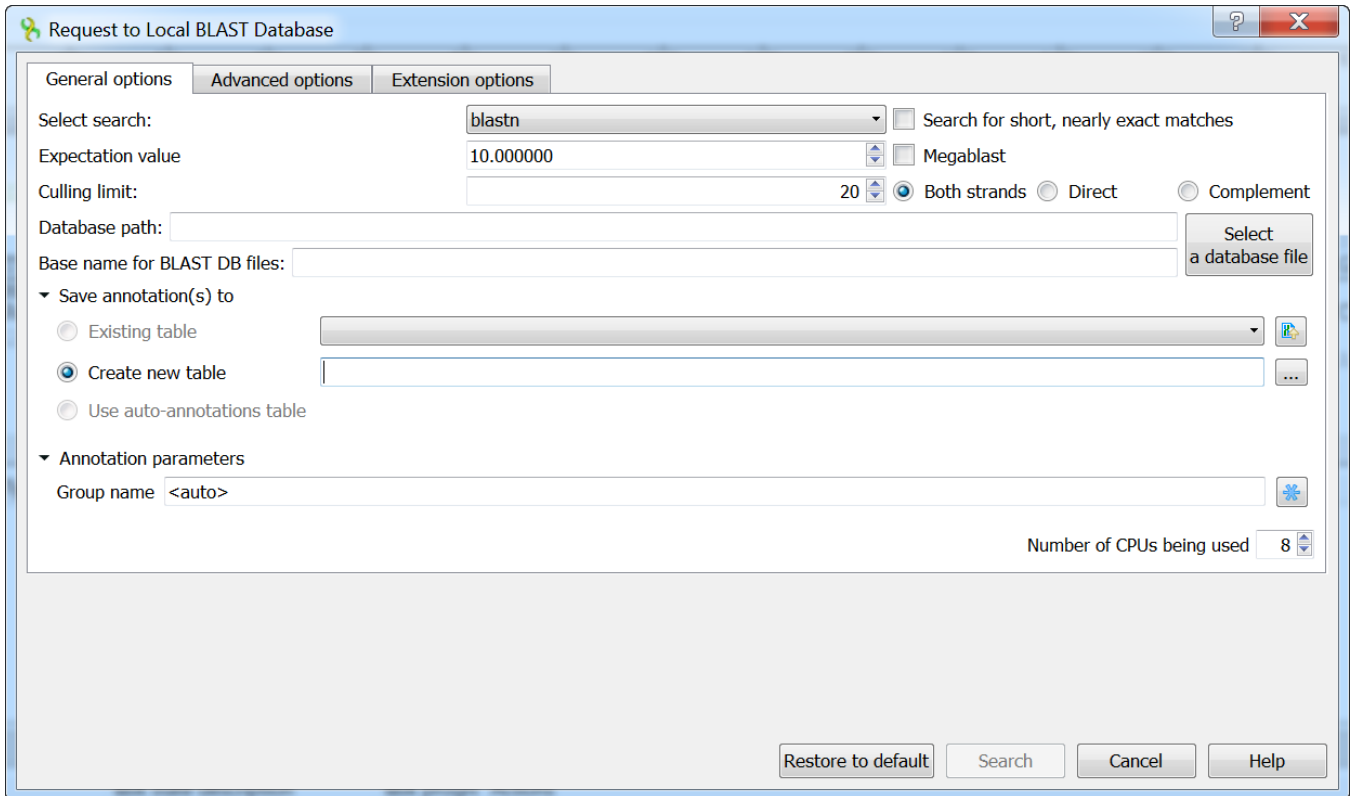 Request to Local BLAST Database
General options Advanced options Extension options
Select search: blastn Search for short, nearly exact matches
Expectation value 10.000000 Megablast
Culling limit: 20 Both strands Direct Complement
Database path: Select
Base name for BLAST DB files: a database file
Save annotation(s) to
Existing table
Create new table ...
Use auto-annotations table
Annotation parameters
Group name <auto>
Number of CPUs being used 8
Restore to default Search Cancel Help